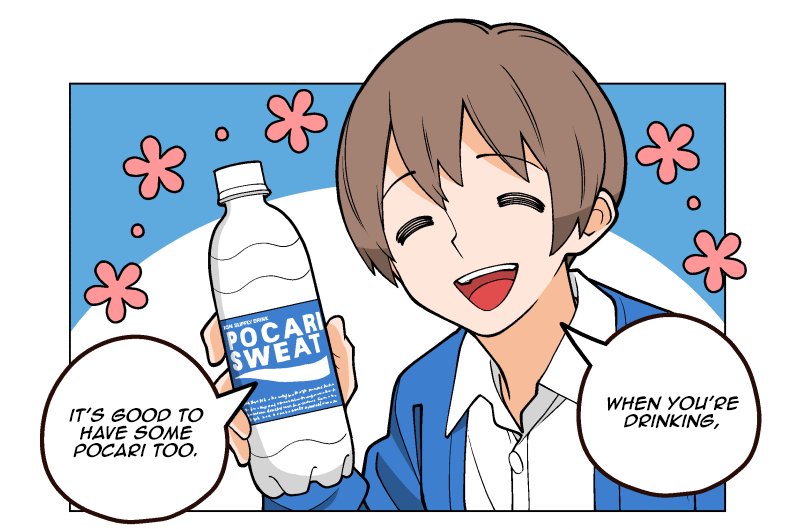 WHEN YOU'RE
DRINKING,
IT'S GOOD TO
HAVE SOME
POCARI TOO.
ION SUPPLY DRINK
POCARI
SWEAT